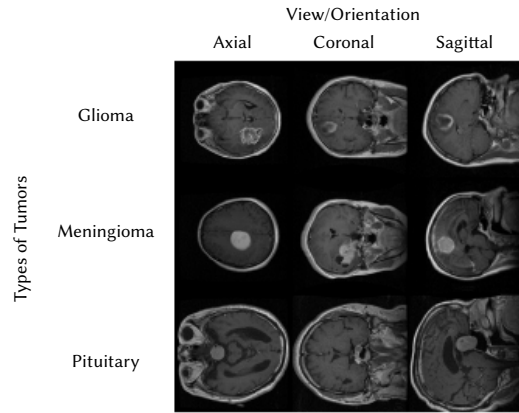 View/Orientation
Axial Coronal Sagittal
Types of Tumors
Glioma
Meningioma
Pituitary